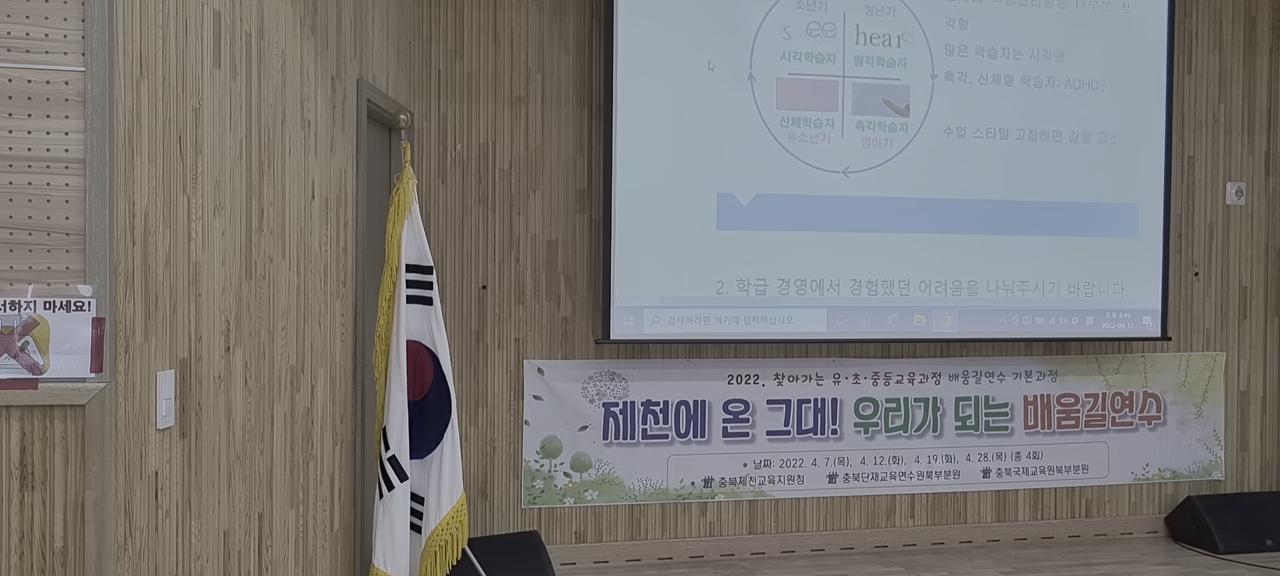 소년기
청년기
see
hear
시각학습자
청각학습자
신체학습자
촉각학습자
유소년기
영아기
각형
많은 학습자는 시각형
촉각, 신체형 학습자: ADHD?
수업 스타일 고집하면 갈등 고조
2. 학급 경영에서 경험했던 어려움을 나눠주시기 바랍니다
검색하려면 여기에 입력하십시오.
2022-04-12
서하지 마세요!
2022. 찾아가는 유·초·중등교육과정 배움길연수 기본과정
제천에 온 그대! 우리가 되는 배움길연수
• 날짜: 2022. 4. 7.(목), 4. 12.(화), 4. 19.(화), 4. 28.(목) (총 4회)
• 충북제천교육지원청 충북단재교육연수원북부분원 충북국제교육원북부분원